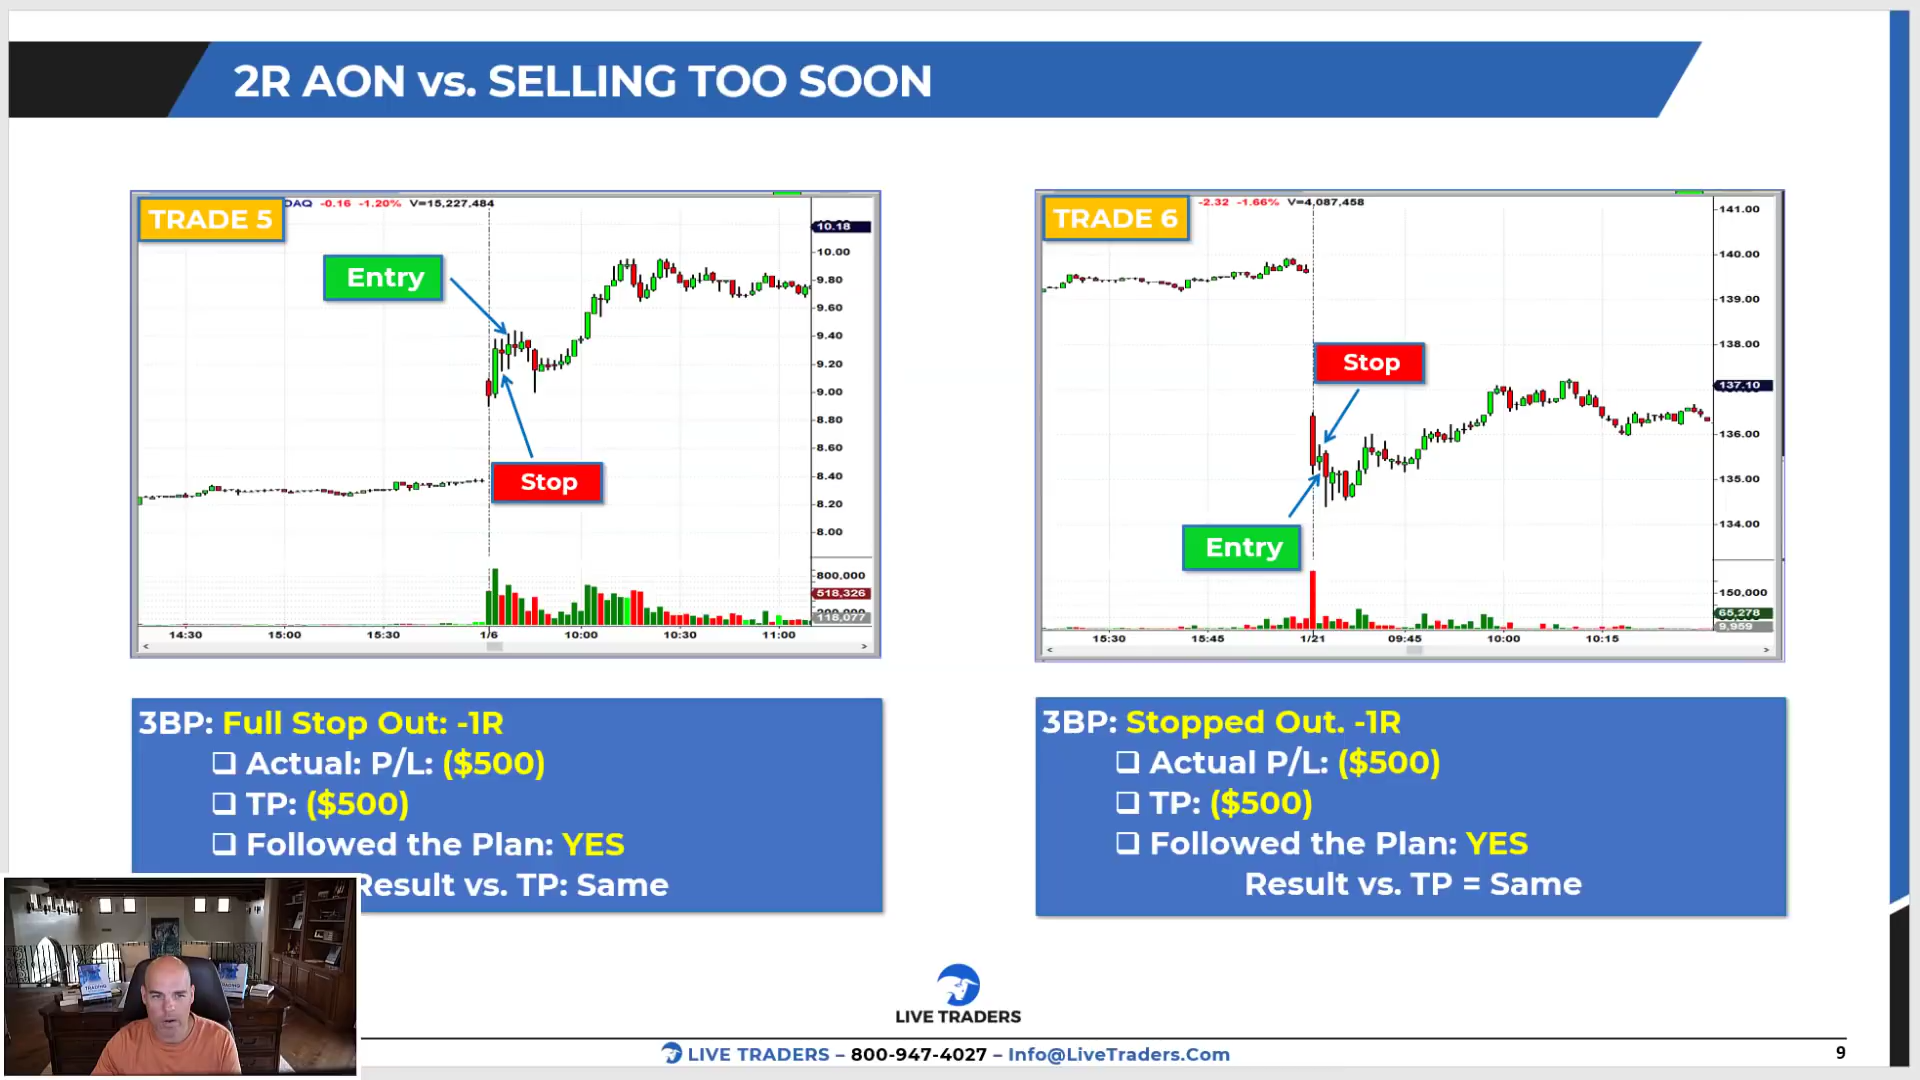 2R AON vs. SELLING TOO SOON
TRADE 5
DAQ -0.16 -1.20% V=15,227,484
Entry
Stop
10.18
10.00
9.80
9.60
9.40
9.20
9.00
8.80
8.60
8.40
8.20
8.00
800,000
518,326
118,077
14:30 15:00 15:30 1/6 10:00 10:30 11:00
TRADE 6
-2.32 -1.66% V=4,087,458
Stop
Entry
141.00
140.00
139.00
138.00
137.10
136.00
135.00
134.00
150,000
65,278
9,959
15:30 15:45 1/21 09:45 10:00 10:15
3BP: Full Stop Out: -1R
Actual: P/L: ($500)
TP: ($500)
Followed the Plan: YES
Result vs. TP: Same
3BP: Stopped Out. -1R
Actual P/L: ($500)
TP: ($500)
Followed the Plan: YES
Result vs. TP = Same
LIVE TRADERS
LIVE TRADERS – 800-947-4027 – Info@LiveTraders.Com
9